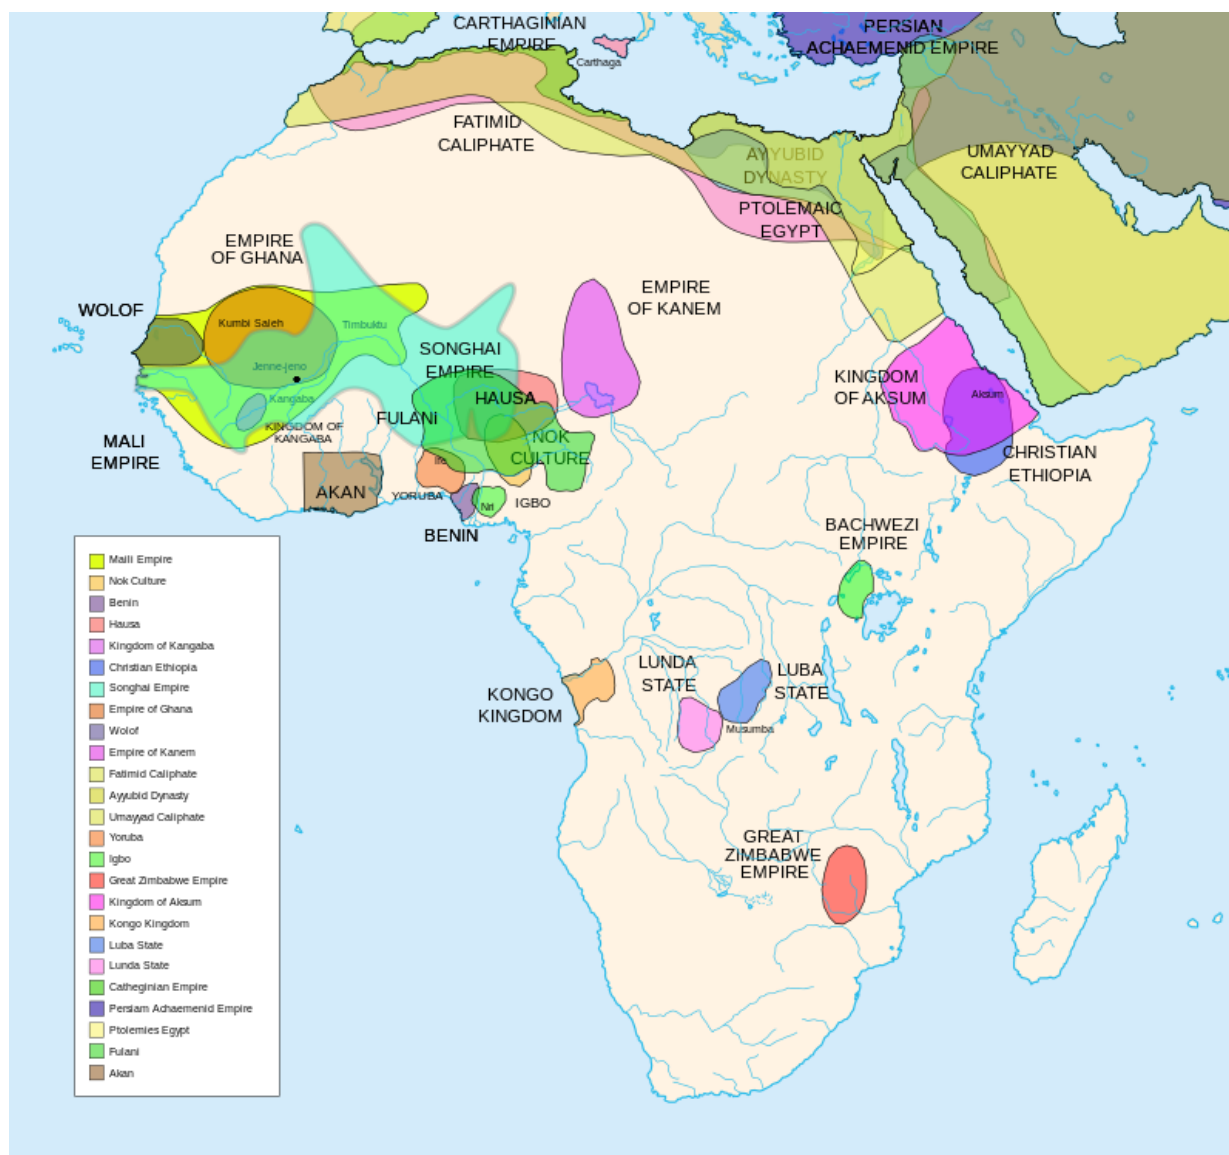 CARTHAGINIAN
EMPIRE
Carthaga
PERSIAN
ACHAEMENID EMPIRE
FATIMID
CALIPHATE
AYYUBID
DYNASTY
UMAYYAD
CALIPHATE
PTOLEMAIC
EGYPT
EMPIRE
OF GHANA
WOLOF
Kumbi Saleh
Timbuktu
EMPIRE
OF KANEM
Jenne-jeno
SONGHAI
EMPIRE
KINGDOM
OF AKSUM
Aksum
Kangaba
HAUSA
FULANI
KINGDOM OF
KANGABA
MALI
EMPIRE
NOK
CULTURE
CHRISTIAN
ETHIOPIA
Ife
AKAN
YORUBA
Nri
IGBO
BENIN
BACHWEZI
EMPIRE
LUNDA
STATE
LUBA
STATE
KONGO
KINGDOM
Musumba
GREAT
ZIMBABWE
EMPIRE
Malli Empire
Nok Culture
Benin
Hausa
Kingdom of Kangaba
Christian Ethiopia
Songhai Empire
Empire of Ghana
Wolof
Empire of Kanem
Fatimid Caliphate
Ayyubid Dynasty
Umayyad Caliphate
Yoruba
Igbo
Great Zimbabwe Empire
Kingdom of Aksum
Kongo Kingdom
Luba State
Lunda State
Catheginian Empire
Persiam Achaemenid Empire
Ptolemies Egypt
Fulani
Akan